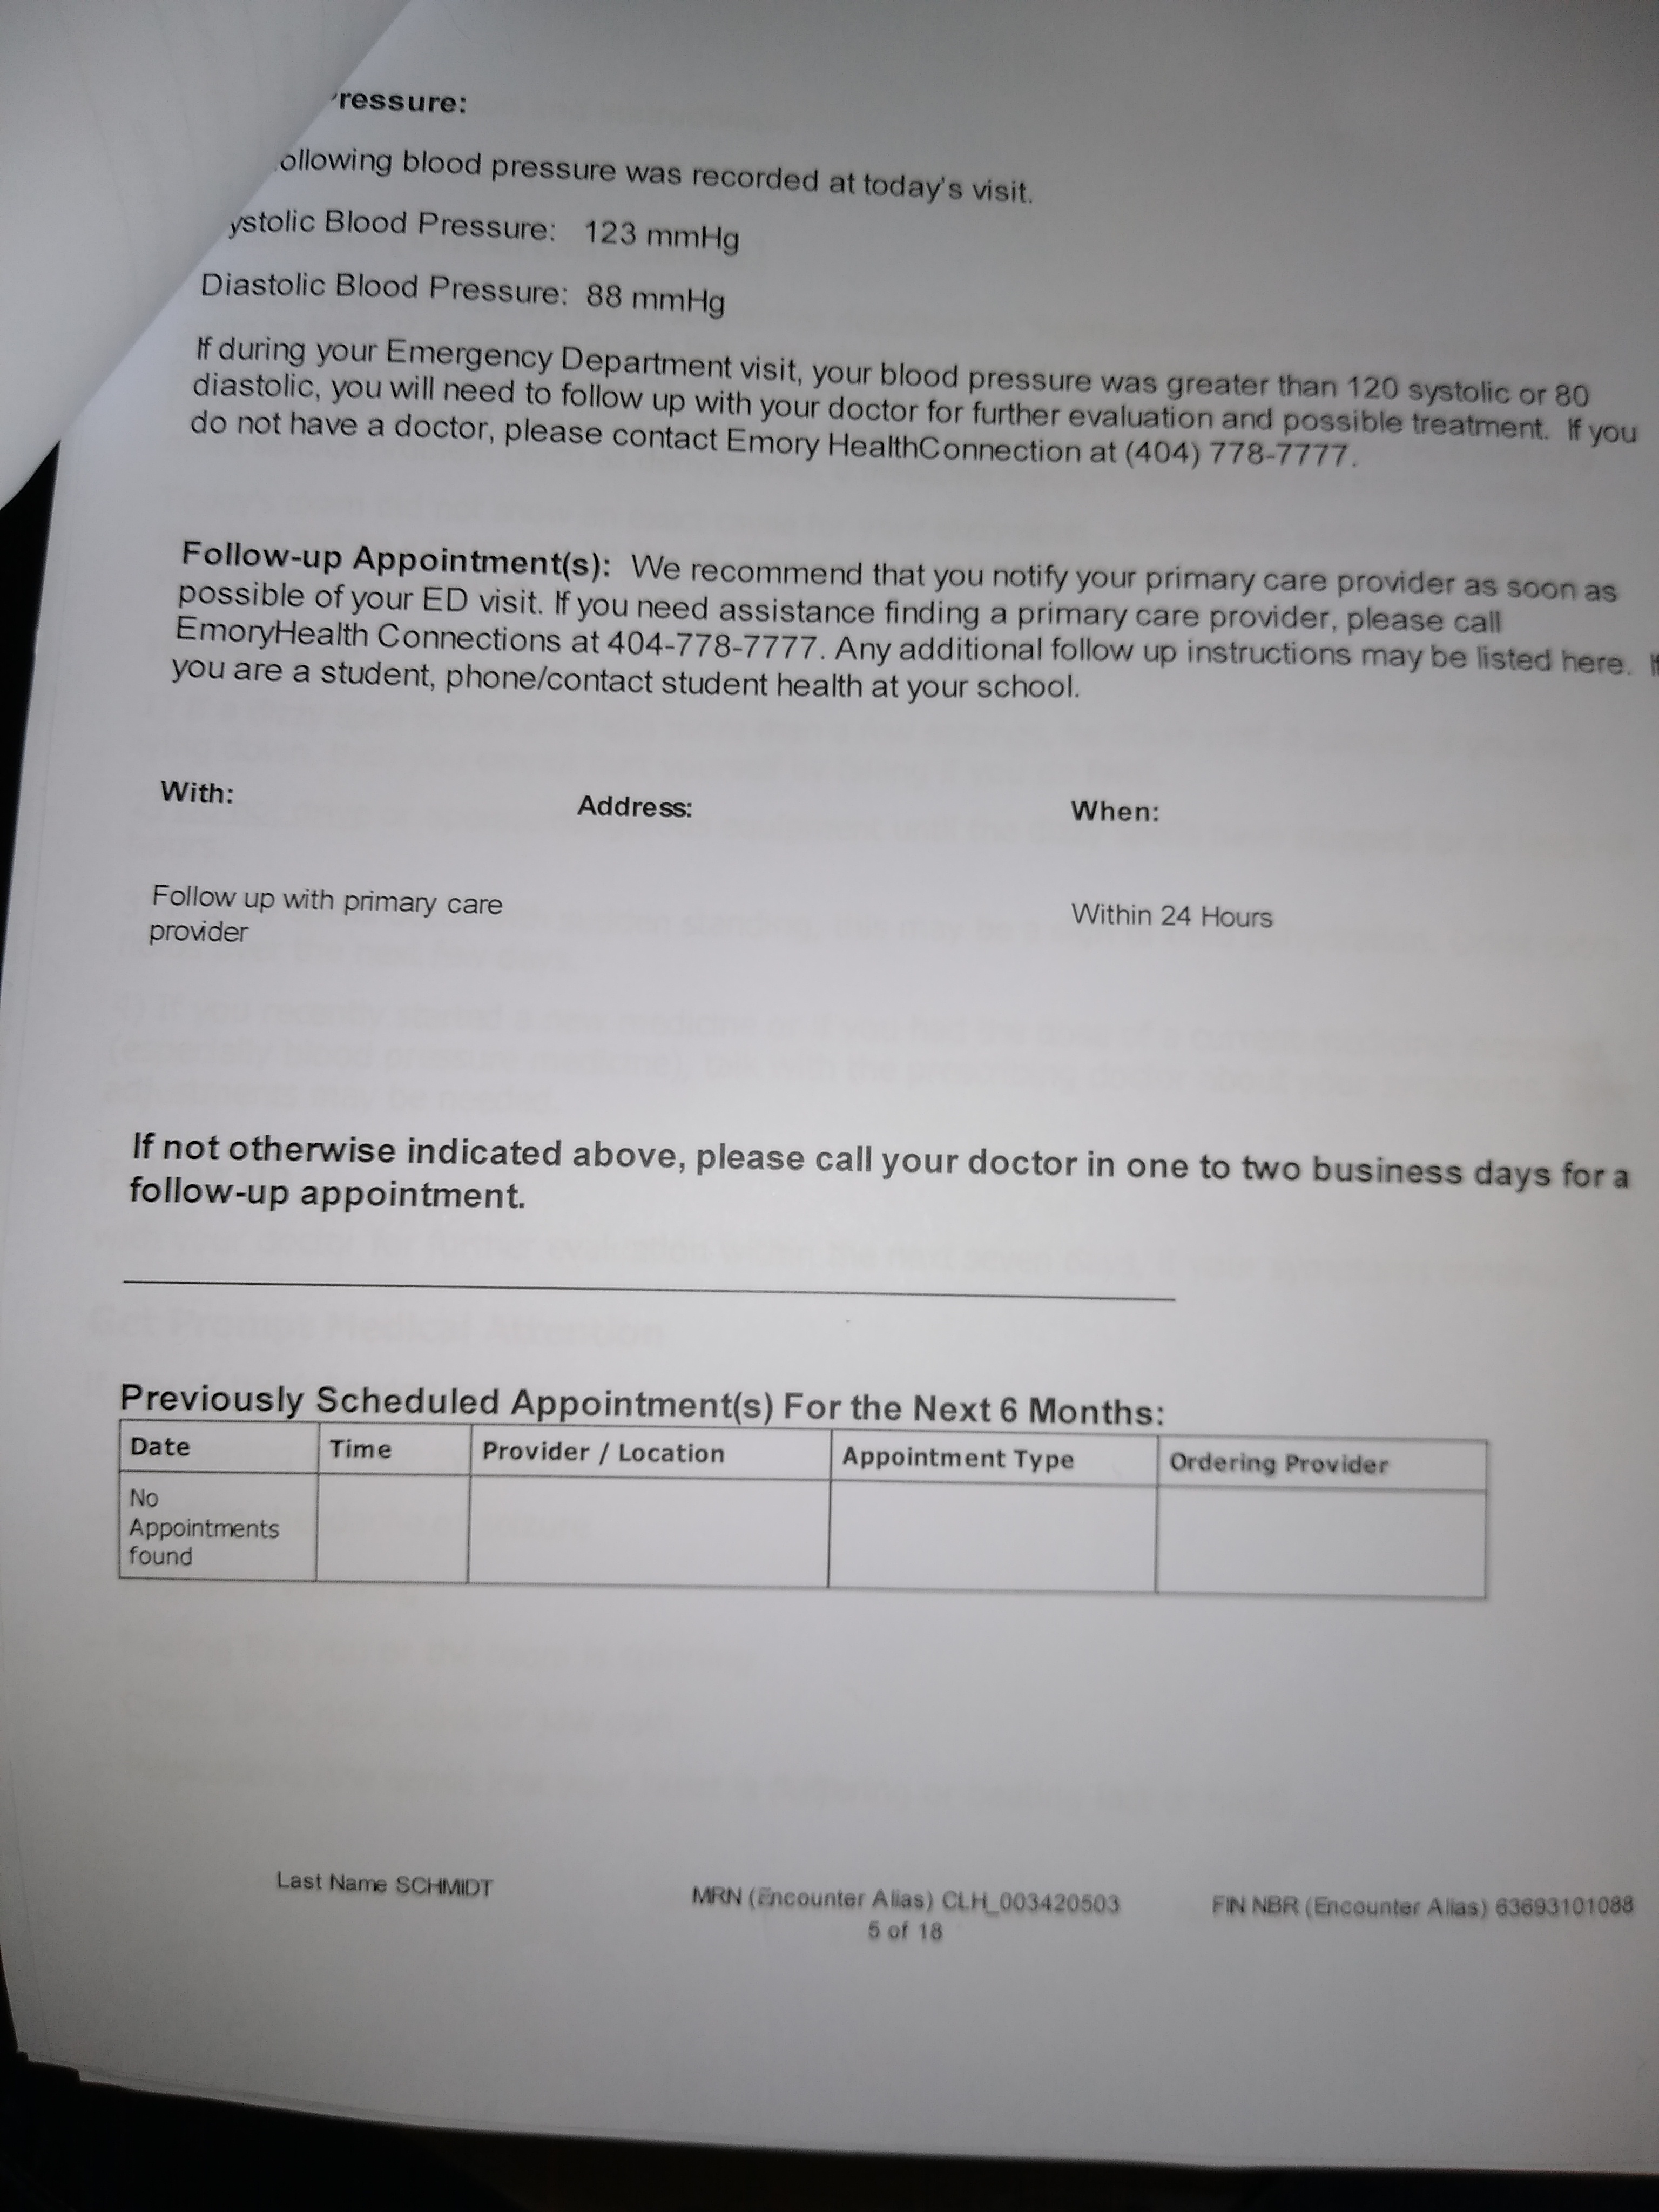 ressure:
ollowing blood pressure was recorded at today's visit.
ystolic Blood Pressure: 123 mmHg
Diastolic Blood Pressure: 88 mmHg
If during your Emergency Department visit, your blood pressure was greater than 120 systolic or 80
diastolic, you will need to follow up with your doctor for further evaluation and possible treatment. If you
do not have a doctor, please contact Emory HealthConnection at (404) 778-7777.
Follow-up Appointment(s): We recommend that you notify your primary care provider as soon as
possible of your ED visit. If you need assistance finding a primary care provider, please call
EmoryHealth Connections at 404-778-7777. Any additional follow up instructions may be listed here. If
you are a student, phone/contact student health at your school.
With: Address: When:
Follow up with primary care Within 24 Hours
provider
If not otherwise indicated above, please call your doctor in one to two business days for a
follow-up appointment.
Previously Scheduled Appointment(s) For the Next 6 Months:
Date Time Provider / Location Appointment Type Ordering Provider
No
Appointments
found
Last Name SCHMIDT MRN (Encounter Alias) CLH_003420503 FIN NBR (Encounter Alias) 63693101088
5 of 18